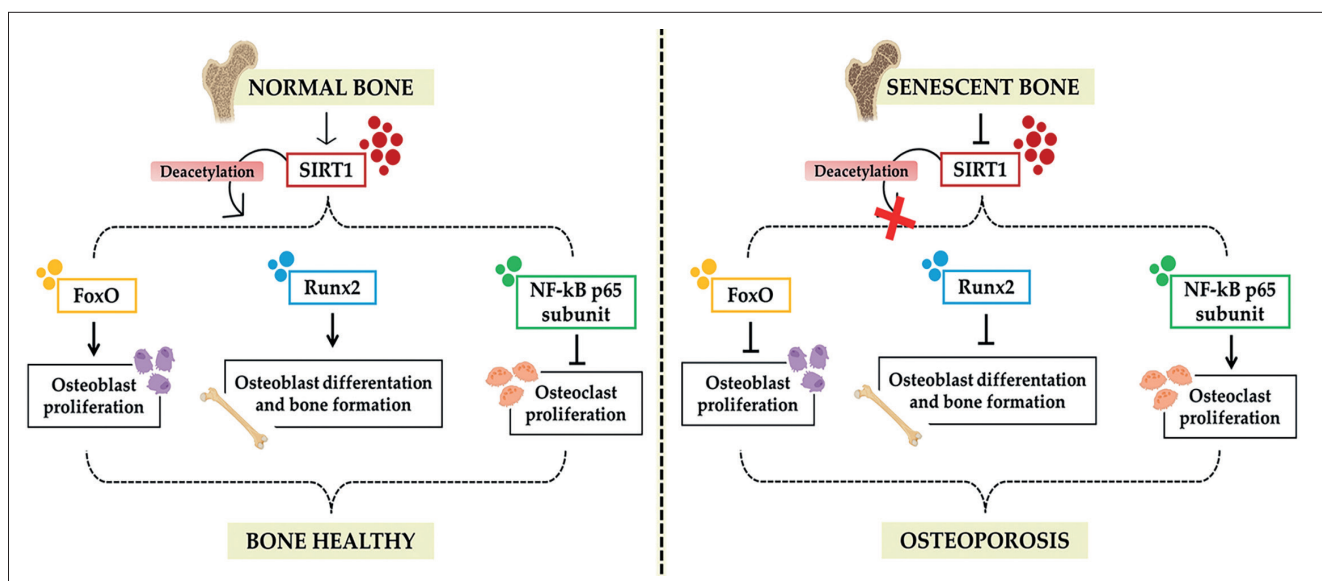 NORMAL BONE
Deacetylation
SIRT1
FoxO
Runx2
NF-kB p65
subunit
Osteoblast
proliferation
Osteoblast differentation
and bone formation
Osteoclast
proliferation
BONE HEALTHY
SENESCENT BONE
Deacetylation
SIRT1
FoxO
Runx2
NF-kB p65
subunit
Osteoblast
proliferation
Osteoblast differentation
and bone formation
Osteoclast
proliferation
OSTEOPOROSIS